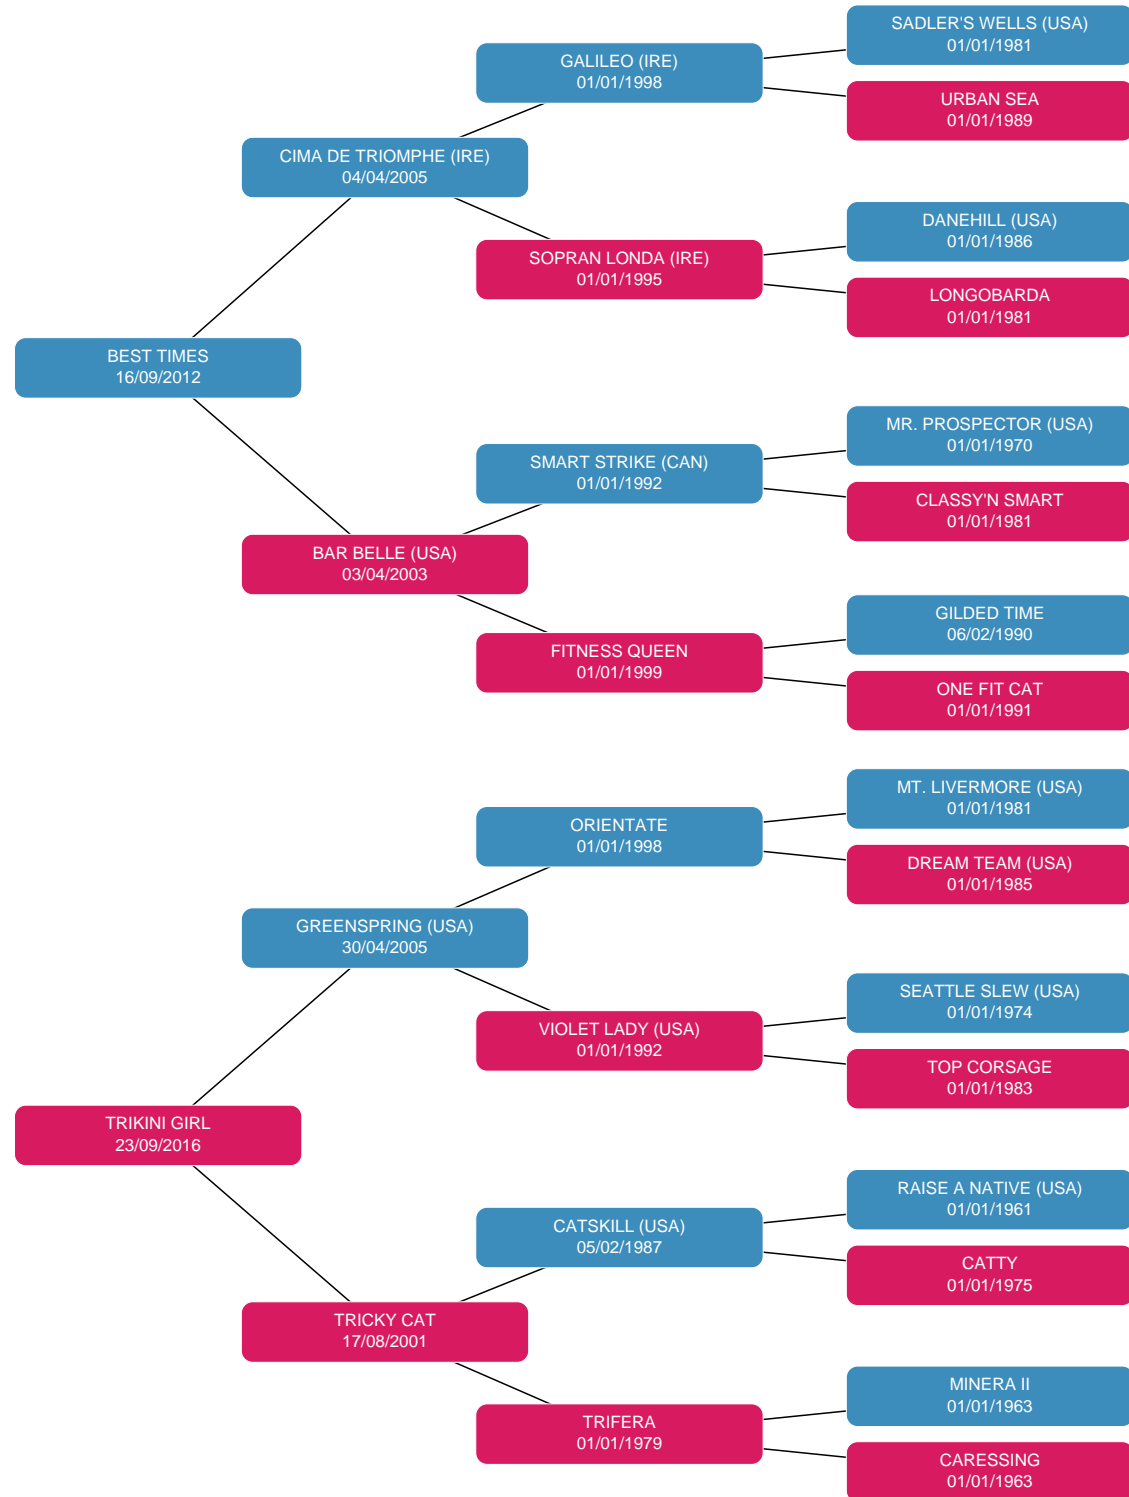 SADLER'S WELLS (USA)
01/01/1981
GALILEO (IRE)
01/01/1998
URBAN SEA
01/01/1989
CIMA DE TRIOMPHE (IRE)
04/04/2005
DANEHILL (USA)
01/01/1986
SOPRAN LONDA (IRE)
01/01/1995
LONGOBARDA
01/01/1981
BEST TIMES
16/09/2012
MR. PROSPECTOR (USA)
01/01/1970
SMART STRIKE (CAN)
01/01/1992
CLASSY'N SMART
01/01/1981
BAR BELLE (USA)
03/04/2003
GILDED TIME
06/02/1990
FITNESS QUEEN
01/01/1999
ONE FIT CAT
01/01/1991
MT. LIVERMORE (USA)
01/01/1981
ORIENTATE
01/01/1998
DREAM TEAM (USA)
01/01/1985
GREENSPRING (USA)
30/04/2005
SEATTLE SLEW (USA)
01/01/1974
VIOLET LADY (USA)
01/01/1992
TOP CORSAGE
01/01/1983
TRIKINI GIRL
23/09/2016
RAISE A NATIVE (USA)
01/01/1961
CATSKILL (USA)
05/02/1987
CATTY
01/01/1975
TRICKY CAT
17/08/2001
MINERA II
01/01/1963
TRIFERA
01/01/1979
CARESSING
01/01/1963